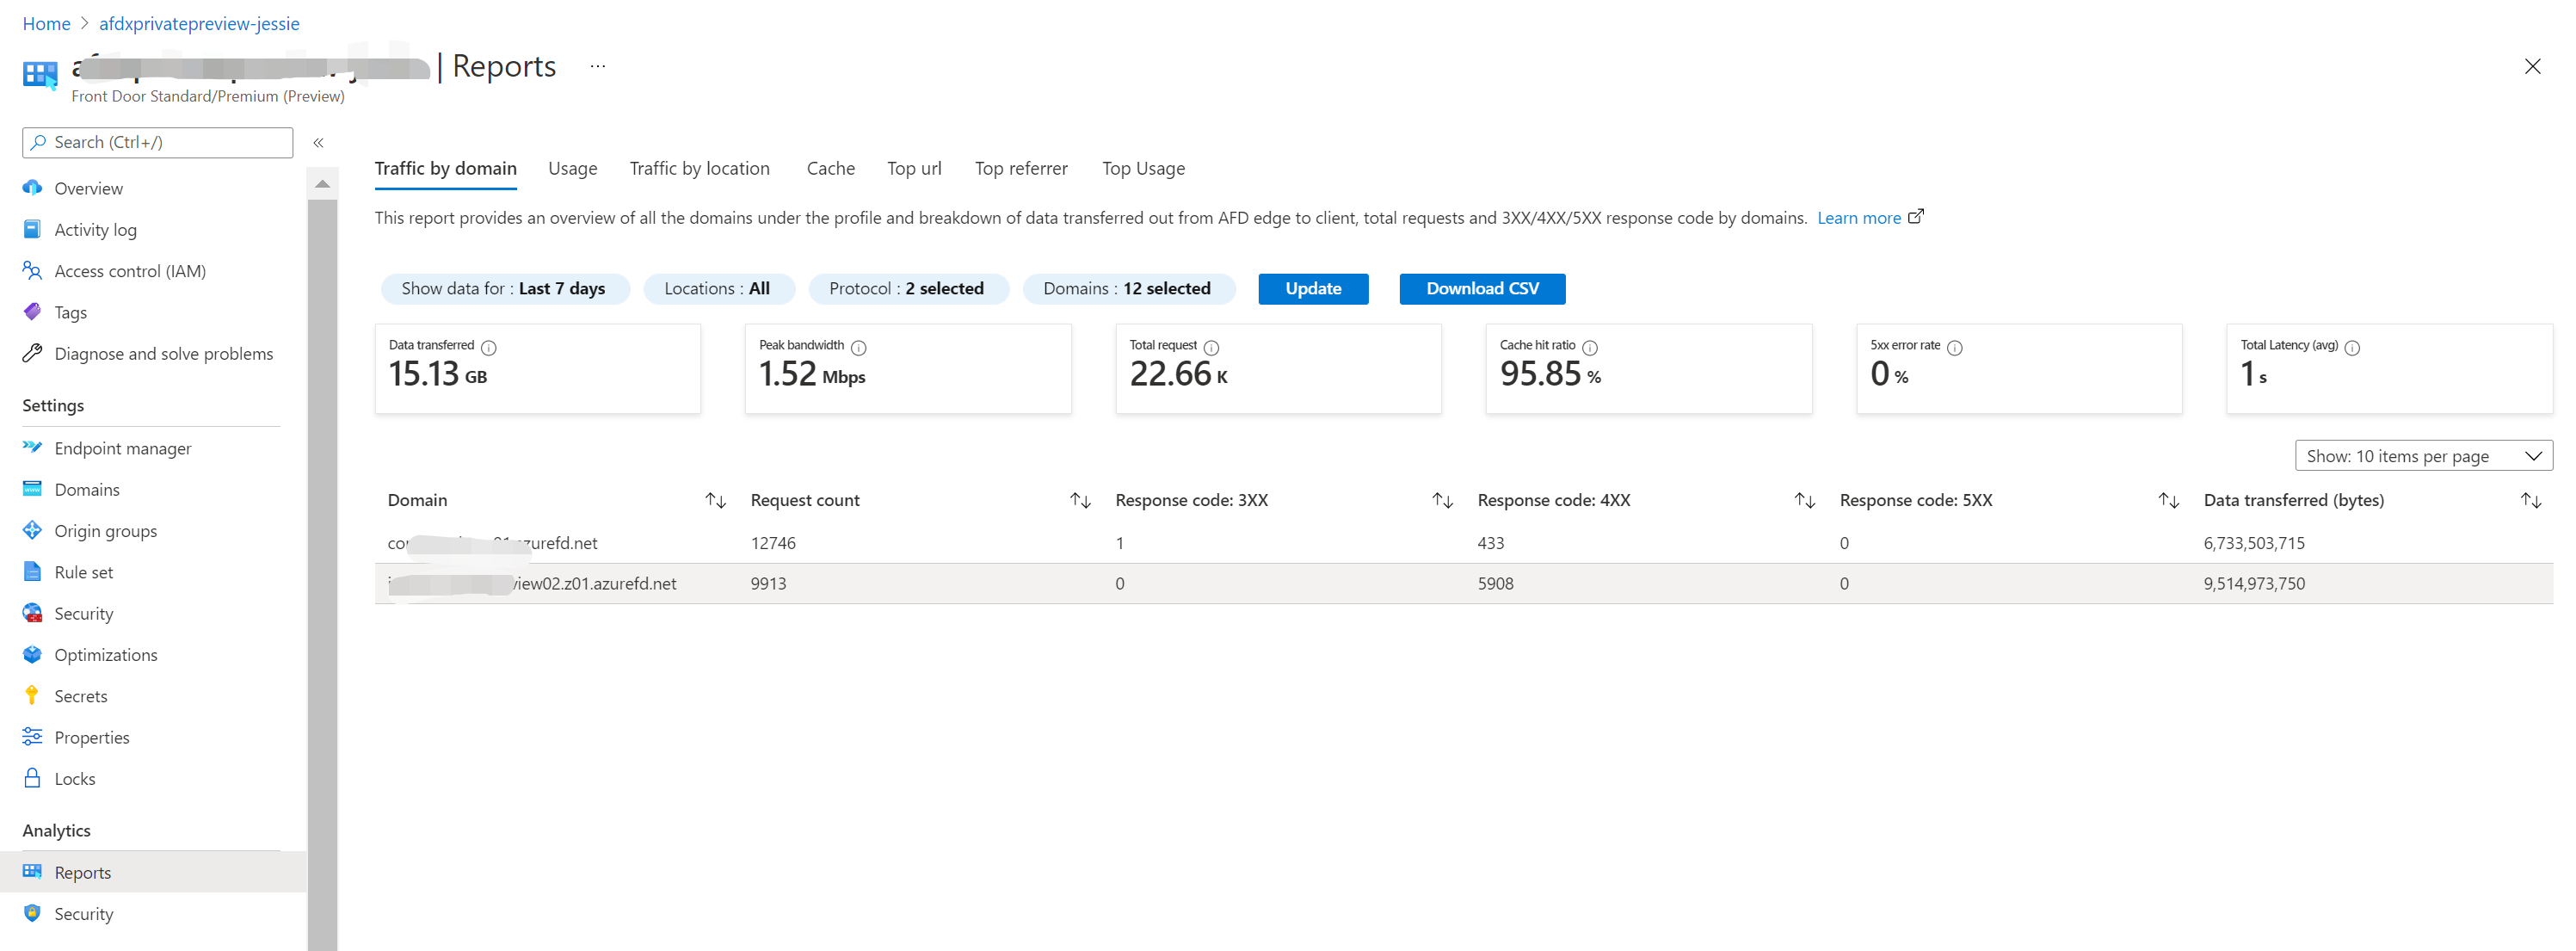 Home > afdxprivatepreview-jessie
| Reports ...
Front Door Standard/Premium (Preview)
Search (Ctrl+/)
«
Overview
Activity log
Access control (IAM)
Tags
Diagnose and solve problems
Settings
Endpoint manager
Domains
Origin groups
Rule set
Security
Optimizations
Secrets
Properties
Locks
Analytics
Reports
Security
Traffic by domain Usage Traffic by location Cache Top url Top referrer Top Usage
This report provides an overview of all the domains under the profile and breakdown of data transferred out from AFD edge to client, total requests and 3XX/4XX/5XX response code by domains. Learn more
Show data for : Last 7 days Locations : All Protocol : 2 selected Domains : 12 selected Update Download CSV
Data transferred
15.13 GB
Peak bandwidth
1.52 Mbps
Total request
22.66 K
Cache hit ratio
95.85 %
5xx error rate
0 %
Total Latency (avg)
1 s
Show: 10 items per page
Domain Request count Response code: 3XX Response code: 4XX Response code: 5XX Data transferred (bytes)
12746 1 433 0 6,733,503,715
view02.z01.azurefd.net 9913 0 5908 0 9,514,973,750